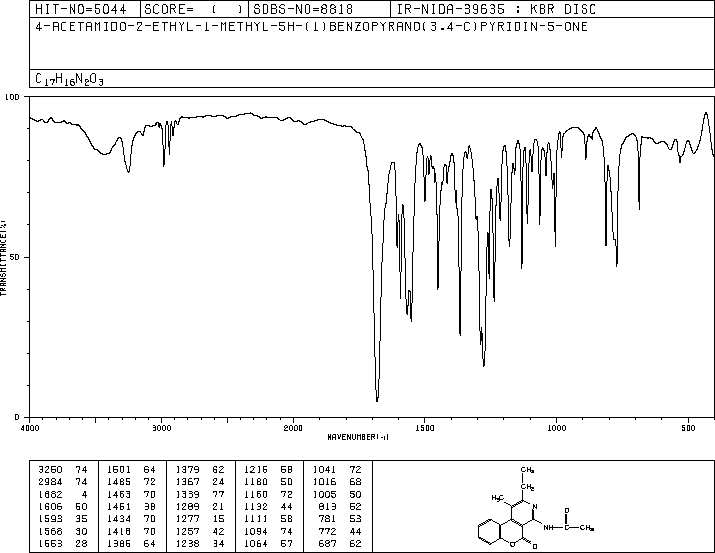 HIT-NO=5044 SCORE= ( ) SDBS-NO=8818 IR-NIDA-39635 : KBR DISC
4-ACETAMIDO-2-ETHYL-1-METHYL-5H-(1)BENZOPYRANO(3,4-C)PYRIDIN-5-ONE
C17H16N2O3
100
50
0
TRANSMITTANCE(%)
4000 3000 2000 1500 1000 500
WAVENUMBER(-1)
3260 74 1501 64 1379 62 1216 58 1041 72
2984 74 1485 72 1367 24 1180 50 1016 68
1682 4 1463 70 1339 77 1160 72 1005 50
1606 50 1451 38 1289 21 1132 44 813 52
1593 35 1434 70 1277 15 1111 58 781 53
1568 30 1418 70 1257 42 1094 74 772 44
1553 28 1386 64 1238 34 1064 57 687 62
CH3
CH2
H3C
N
NH
C
O
CH3
O
O